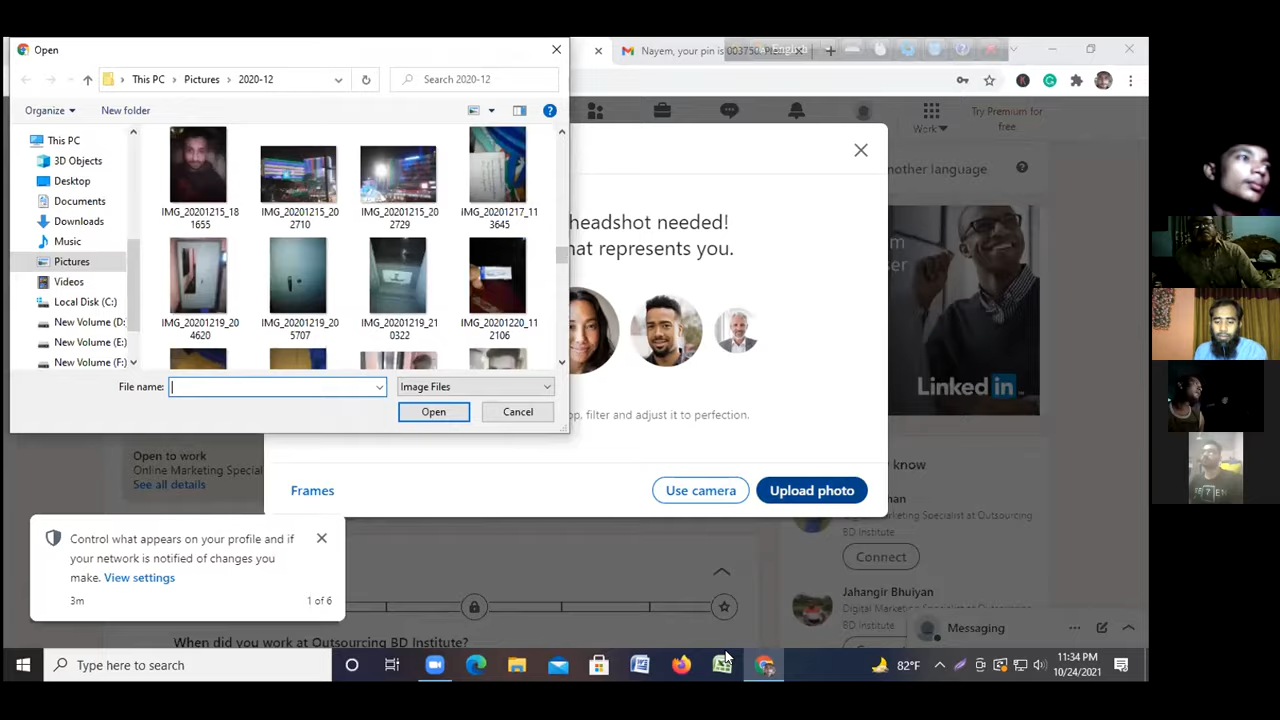 Open
Nayem, your pin is 003750. Pl
English
This PC
Pictures
2020-12
Search 2020-12
Organize
New folder
Work
Try Premium for
free
This PC
3D Objects
Desktop
Documents
Downloads
Music
Pictures
Videos
Local Disk (C:)
New Volume (D:
New Volume (E:)
New Volume (F:)
IMG_20201215_18
1655
IMG_20201215_20
2710
IMG_20201215_20
2729
IMG_20201217_11
3645
IMG_20201219_20
4620
IMG_20201219_20
5707
IMG_20201219_21
0322
IMG_20201220_11
2106
File name:
Image Files
Open
Cancel
nother language
headshot needed!
hat represents you.
op, filter and adjust it to perfection.
Frames
Use camera
Upload photo
m
ser
Linked in
Open to work
Online Marketing Special
See all details
Control what appears on your profile and if
your network is notified of changes you
make. View settings
3m
1 of 6
When did you work at Outsourcing BD Institute?
know
an
Marketing Specialist at Outsourcing
BD Institute
Connect
Jahangir Bhuiyan
Digital Marketing Specialist at Outsourcing
BD Institute
Messaging
Type here to search
82°F
11:34 PM
10/24/2021